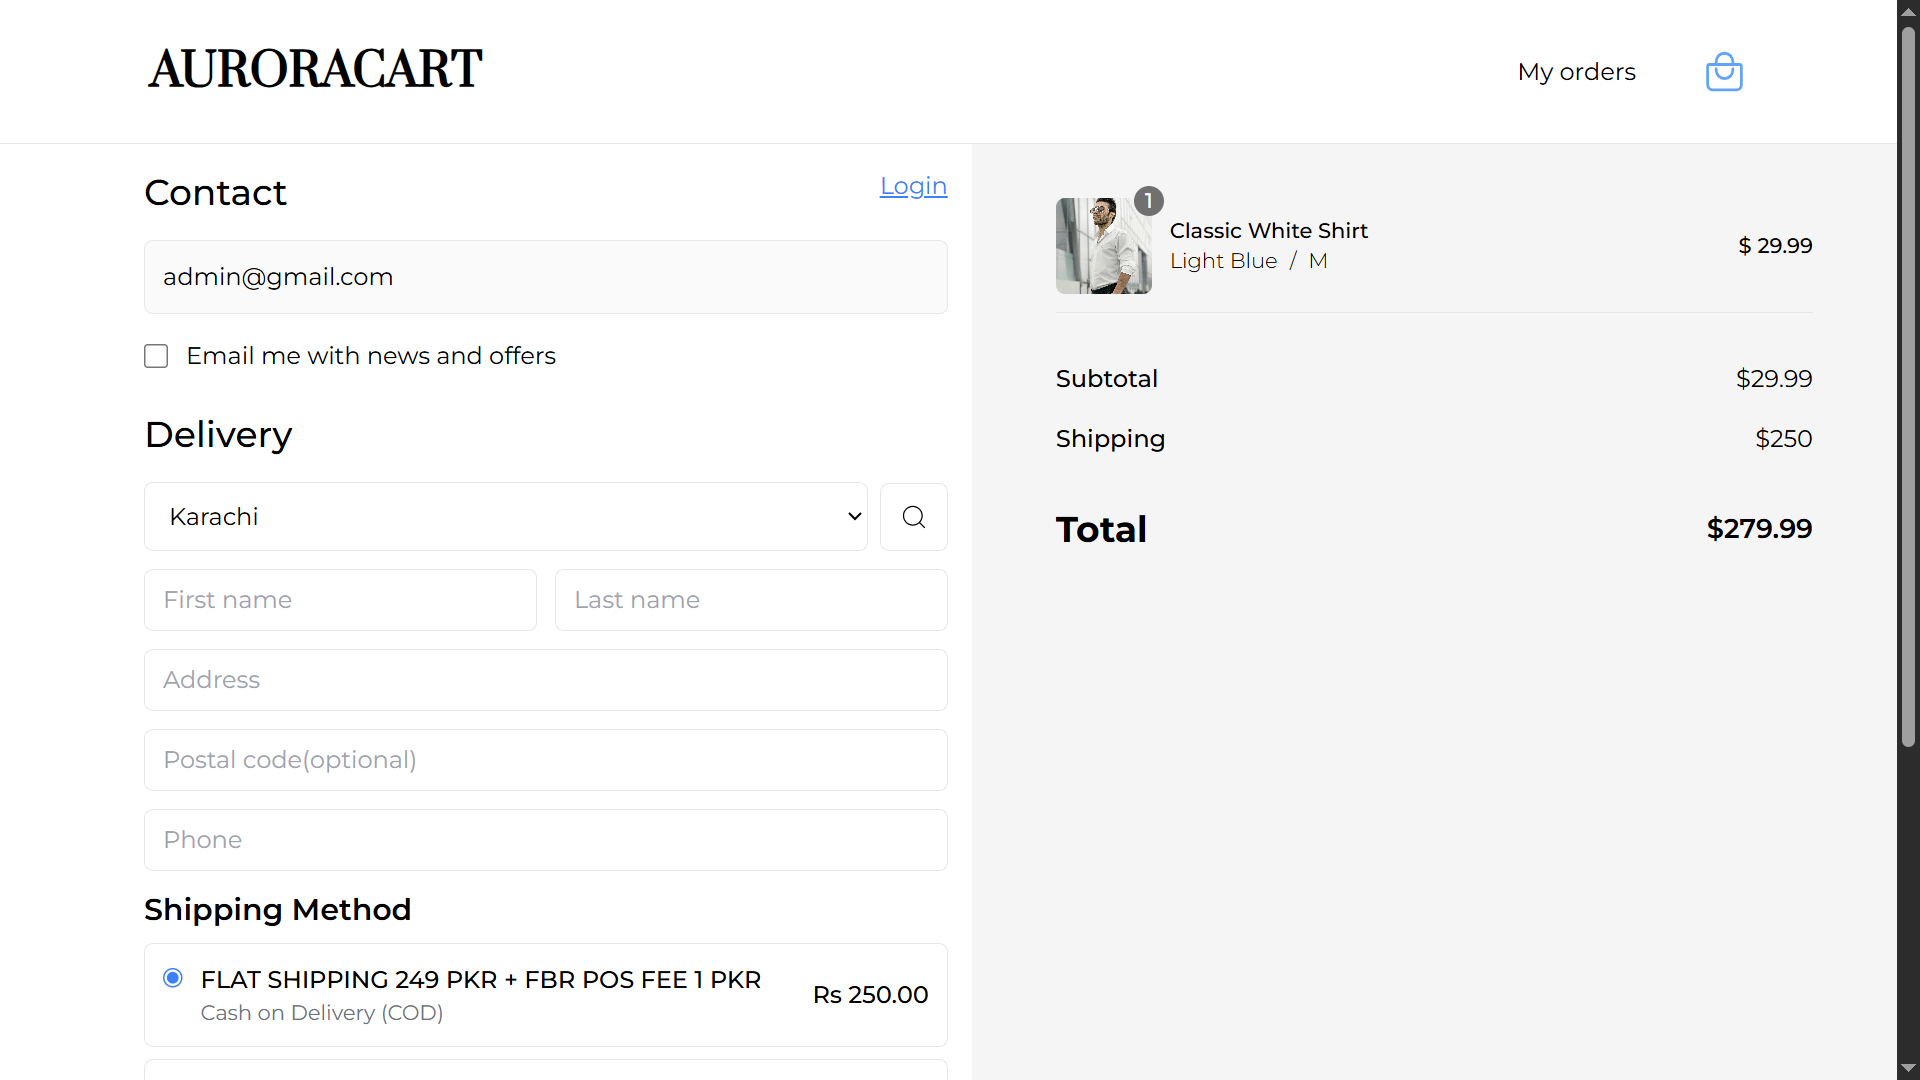 AURORACART
My orders
Contact
Login
admin@gmail.com
Email me with news and offers
Delivery
Karachi
First name
Last name
Address
Postal code(optional)
Phone
Shipping Method
FLAT SHIPPING 249 PKR + FBR POS FEE 1 PKR
Cash on Delivery (COD)
Rs 250.00
1
Classic White Shirt
Light Blue / M
$ 29.99
Subtotal
$29.99
Shipping
$250
Total
$279.99